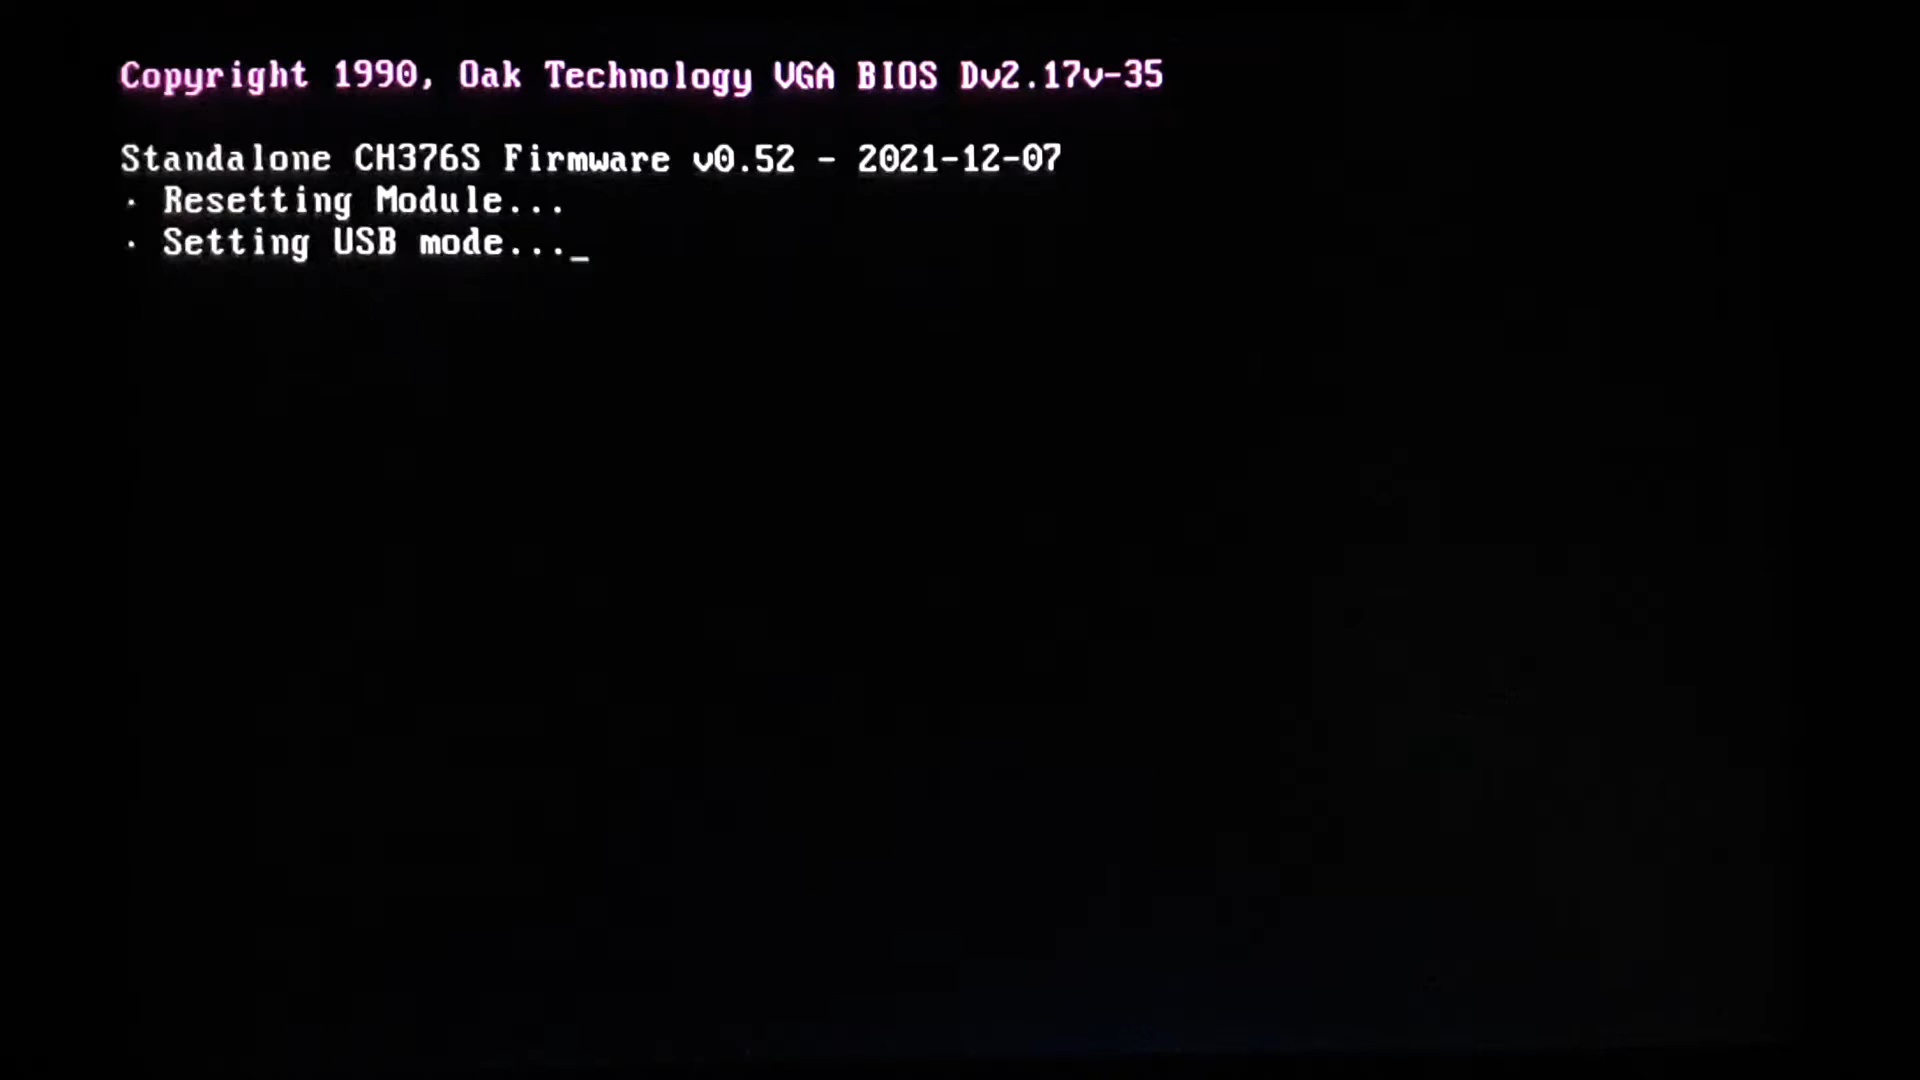 Copyright 1990, Oak Technology VGA BIOS Dv2.17v-35
Standalone CH376S Firmware v0.52 - 2021-12-07
· Resetting Module...
· Setting USB mode..._